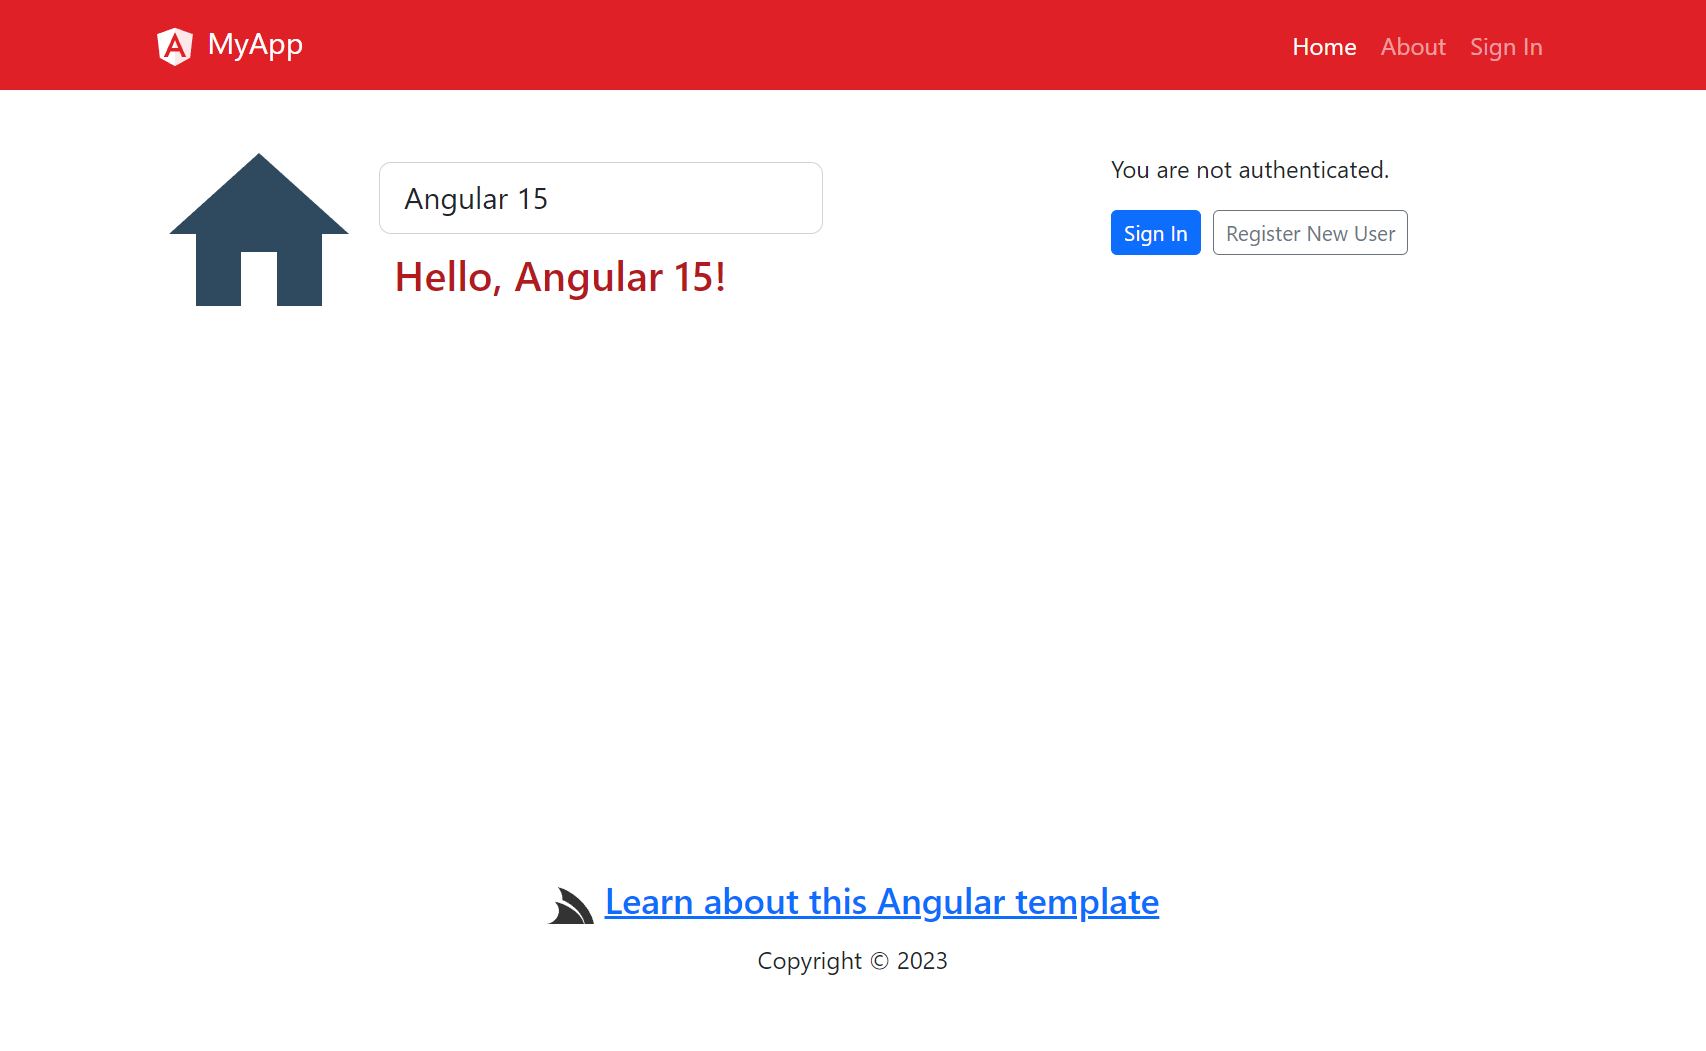 MyApp
Home About Sign In
Angular 15
Hello, Angular 15!
You are not authenticated.
Sign In Register New User
Learn about this Angular template
Copyright © 2023